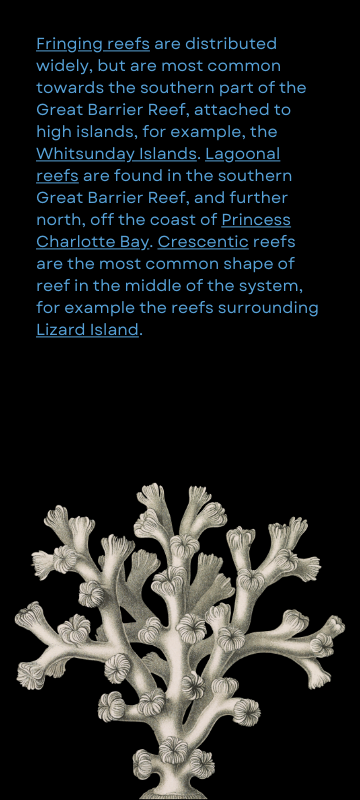 Fringing reefs are distributed
widely, but are most common
towards the southern part of the
Great Barrier Reef, attached to
high islands, for example, the
Whitsunday Islands. Lagoonal
reefs are found in the southern
Great Barrier Reef, and further
north, off the coast of Princess
Charlotte Bay. Crescentic reefs
are the most common shape of
reef in the middle of the system,
for example the reefs surrounding
Lizard Island.